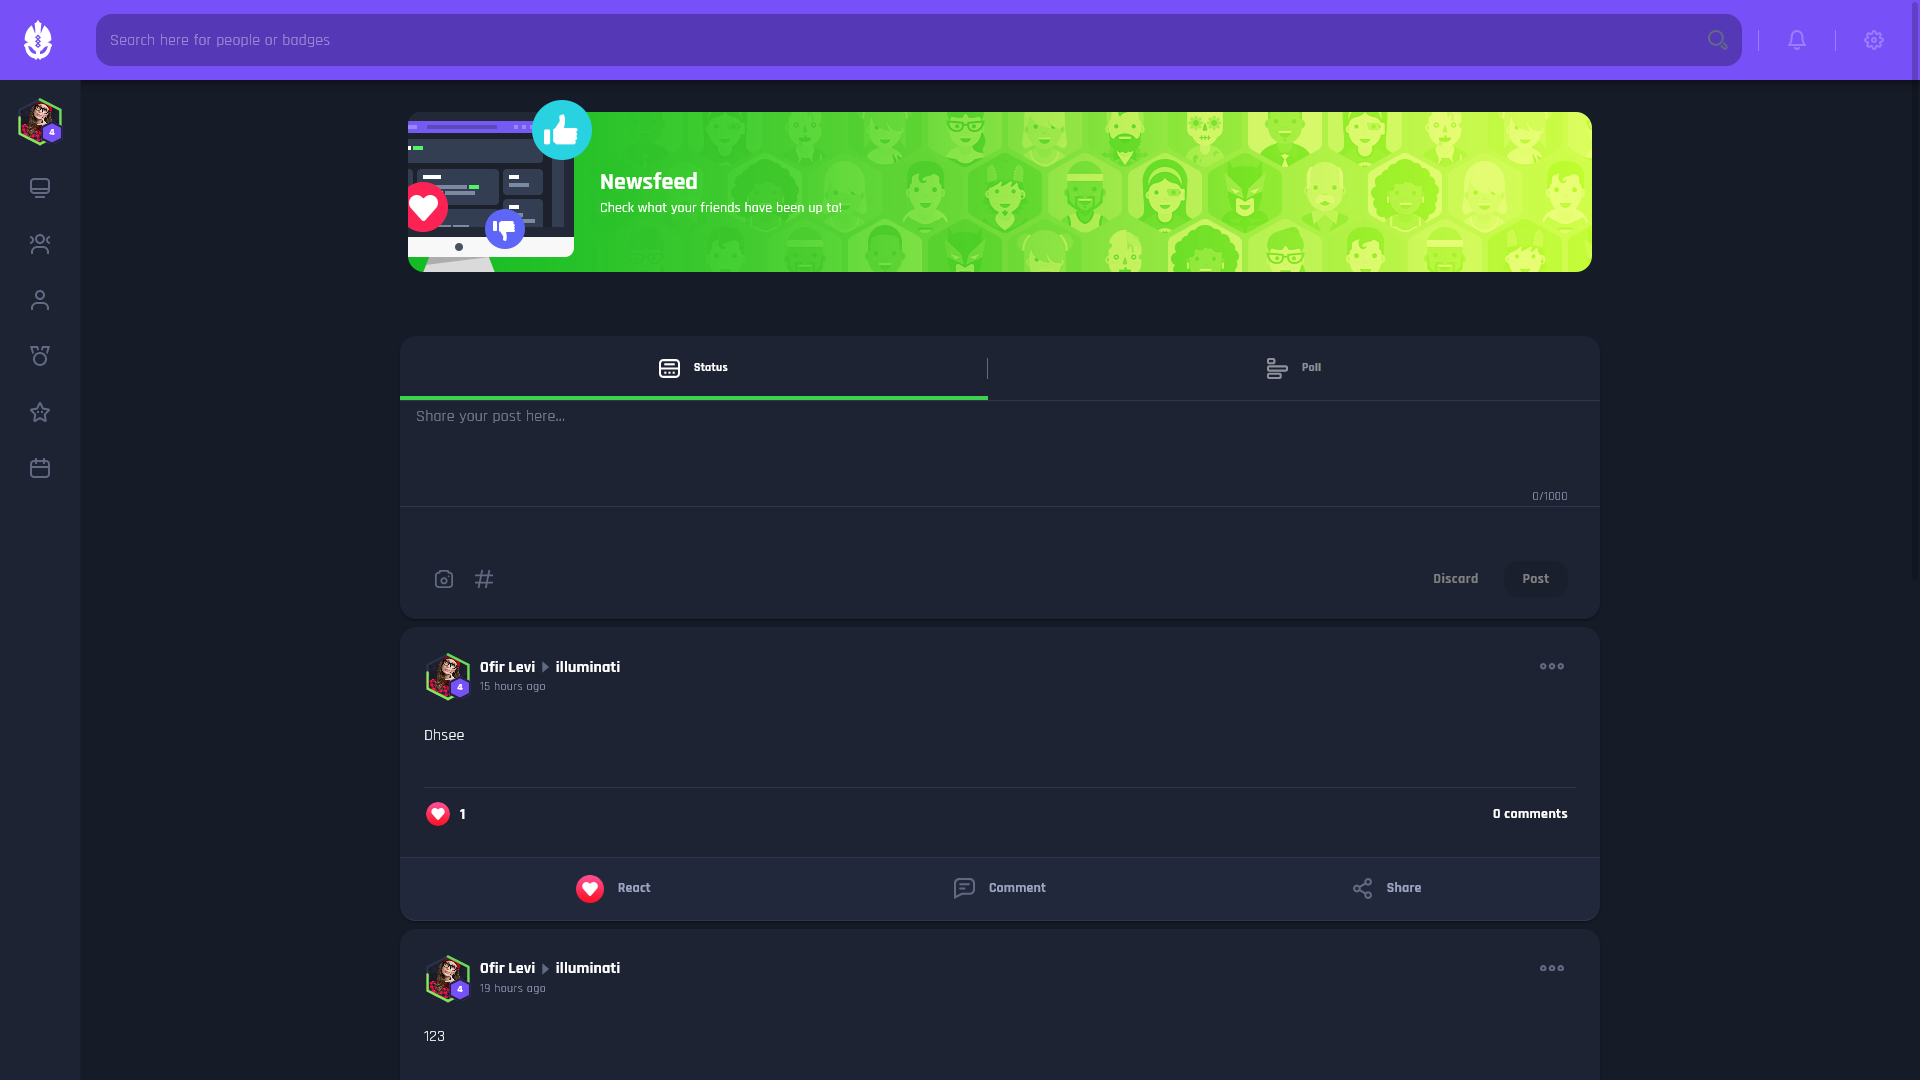 Search here for people or badges
4
Newsfeed
Check what your friends have been up to!
Status
Poll
Share your post here...
0/1000
Discard
Post
Ofir Levi illuminati
4
15 hours ago
Dhsee
1
0 comments
React
Comment
Share
Ofir Levi illuminati
4
19 hours ago
123